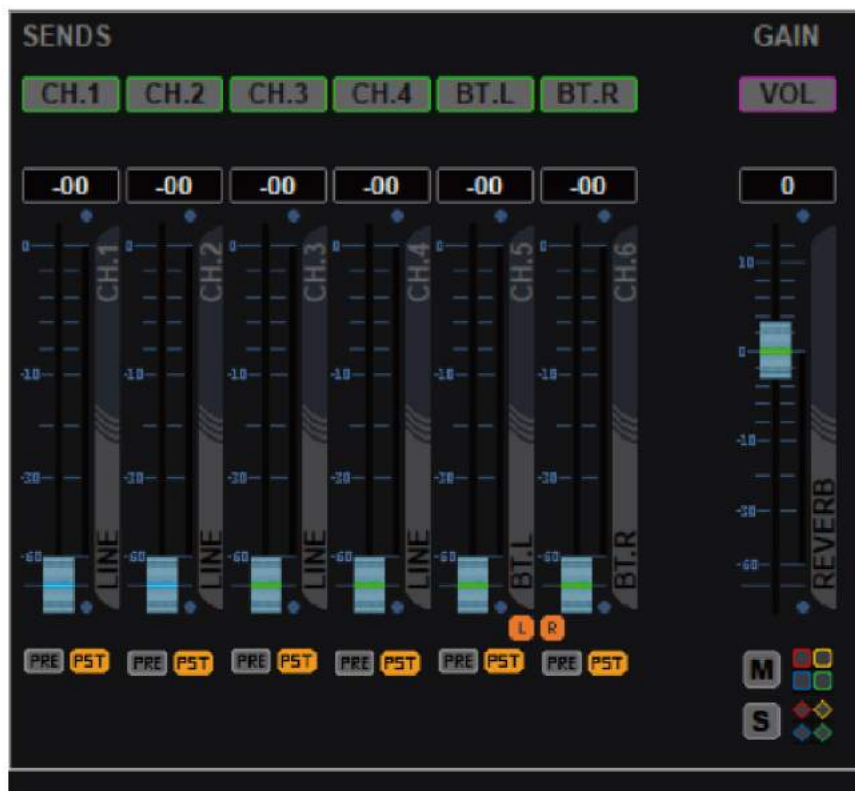 SENDS GAIN
CH.1 CH.2 CH.3 CH.4 BT.L BT.R VOL
-00 -00 -00 -00 -00 -00 0
0 0 0 0 0 0
CH.1 CH.2 CH.3 CH.4 CH.5 CH.6
10
0
-10 -10 -10 -10 -10 -10
-10
-30 -30 -30 -30 -30 -30
-30
-60 -60 -60 -60 -60 -60 -60
LINE LINE LINE LINE BT.L BT.R REVERB
L R
PRE PST PRE PST PRE PST PRE PST PRE PST PRE PST
M
S